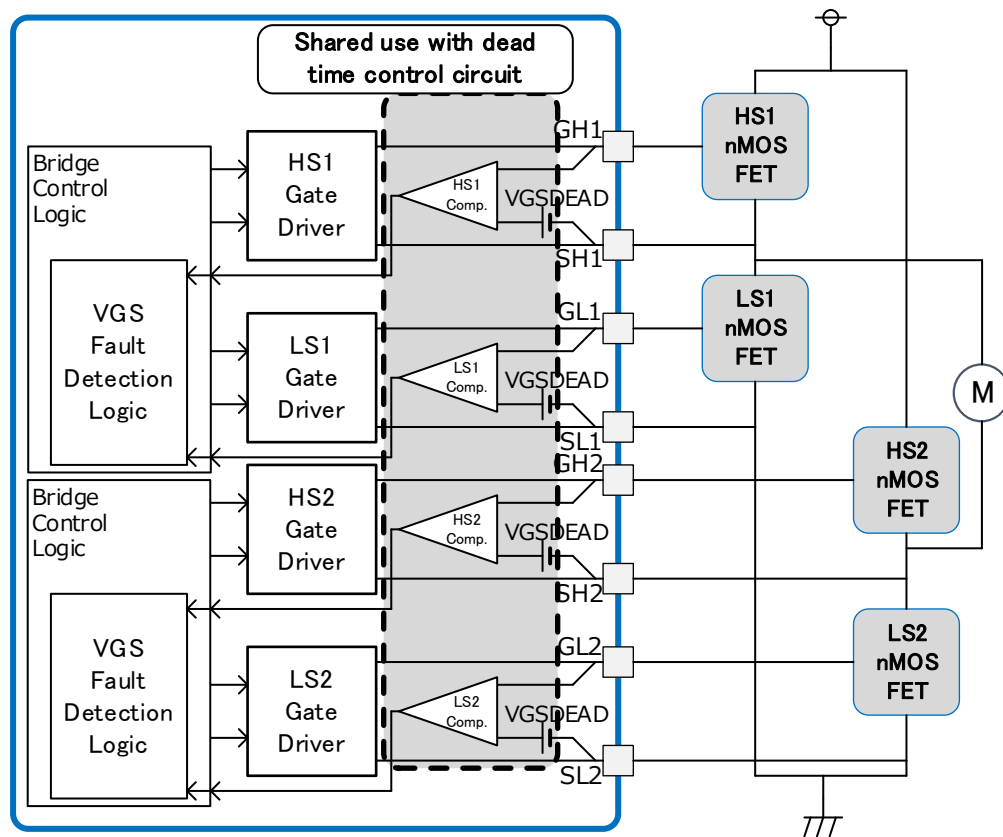 Shared use with dead
time control circuit
Bridge
Control
Logic
VGS
Fault
Detection
Logic
HS1
Gate
Driver
HS1
Comp.
GH1
VGSDEAD
SH1
LS1
Gate
Driver
LS1
Comp.
GL1
VGSDEAD
SL1
Bridge
Control
Logic
VGS
Fault
Detection
Logic
HS2
Gate
Driver
HS2
Comp.
GH2
VGSDEAD
SH2
LS2
Gate
Driver
LS2
Comp.
GL2
VGSDEAD
SL2
HS1
nMOS
FET
LS1
nMOS
FET
M
HS2
nMOS
FET
LS2
nMOS
FET